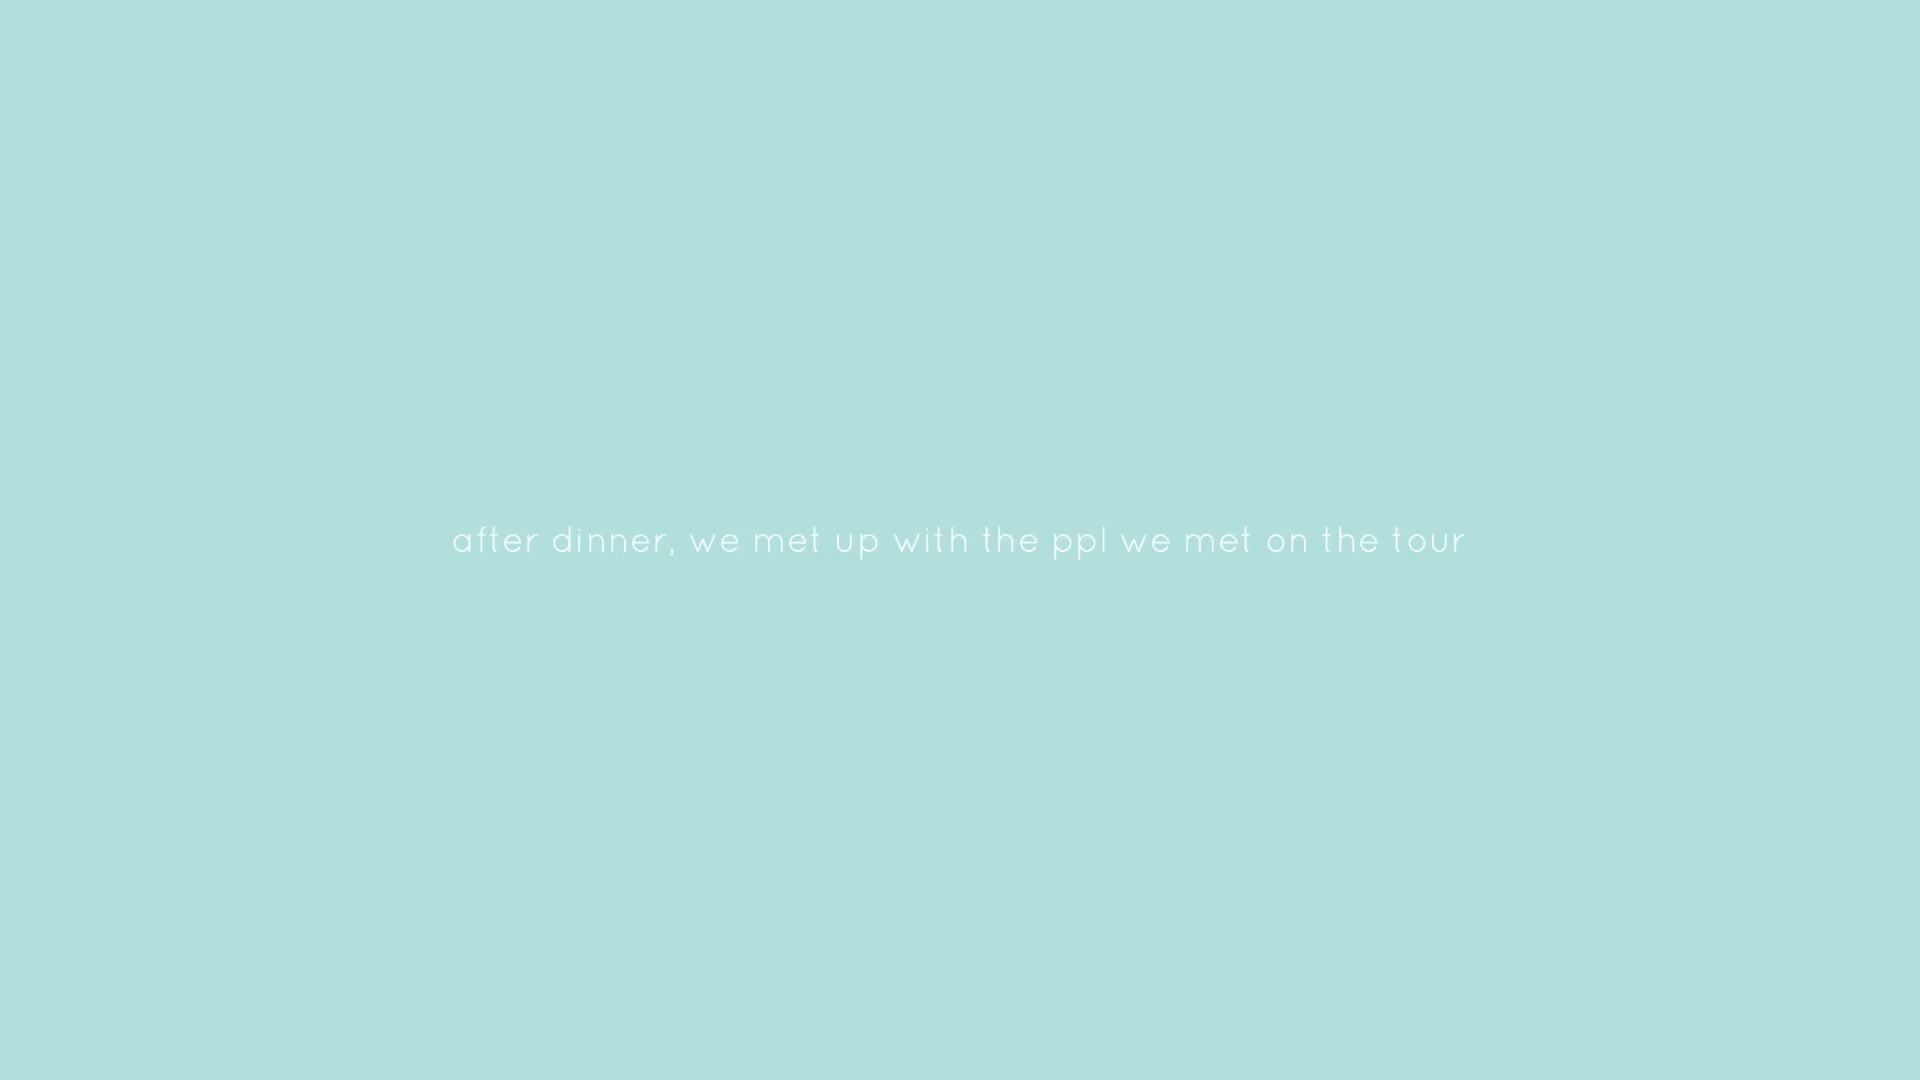 after dinner, we met up with the ppl we met on the tour